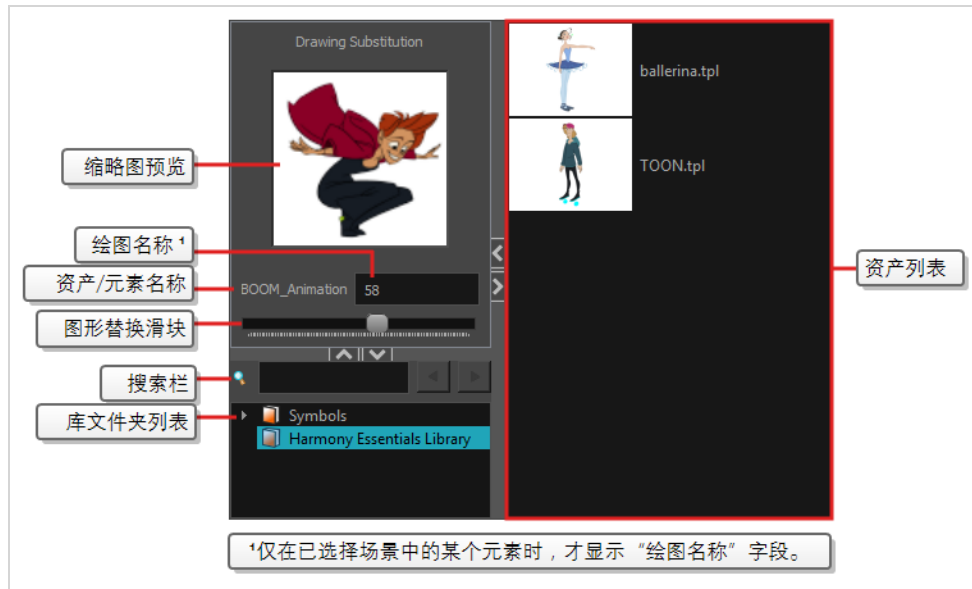 Drawing Substitution
ballerina.tpl
TOON.tpl
缩略图预览
绘图名称 ¹
资产/元素名称
BOOM_Animation 58
图形替换滑块
资产列表
搜索栏
库文件夹列表
Symbols
Harmony Essentials Library
¹仅在已选择场景中的某个元素时，才显示“绘图名称”字段。